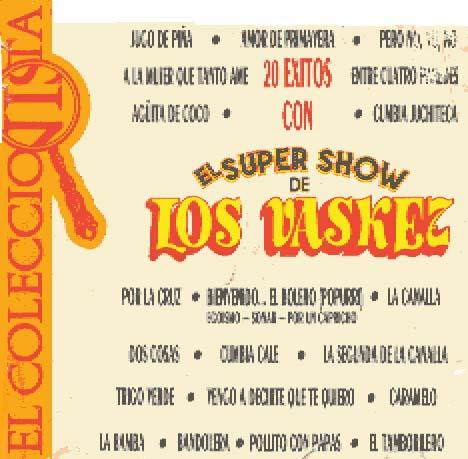 EL COLECCIONISTA
JUGO DE PIÑA • AMOR DE PRIMAVERA • PERO NO, NO, NO
A LA MUJER QUE TANTO AME 20 EXITOS ENTRE CUATRO PAREDES
AGÜITA DE COCO • CON • CUMBIA JUCHITECA
EL SUPER SHOW
DE
LOS VASKEZ
POR LA CRUZ • BIENVENIDO... EL BOLERO (POPURRI) • LA CANALLA
EGOISMO - SOÑAR - POR UN CAPRICHO
DOS COSAS • CUMBIA CALE • LA SEGUNDA DE LA CANALLA
TRIGO VERDE • VENGO A DECIRTE QUE TE QUIERO • CARAMELO
LA BAMBA • BANDOLERA • POLLITO CON PAPAS • EL TAMBORILERO